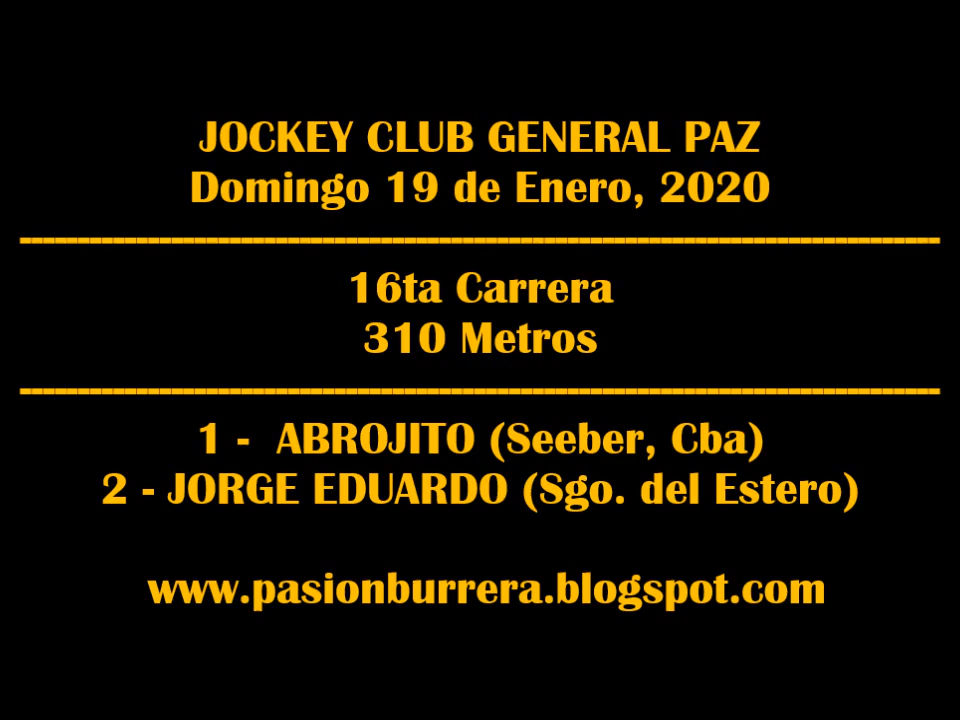 JOCKEY CLUB GENERAL PAZ
Domingo 19 de Enero, 2020
16ta Carrera
310 Metros
1 -  ABROJITO (Seeber, Cba)
2 - JORGE EDUARDO (Sgo. del Estero)
www.pasionburrera.blogspot.com